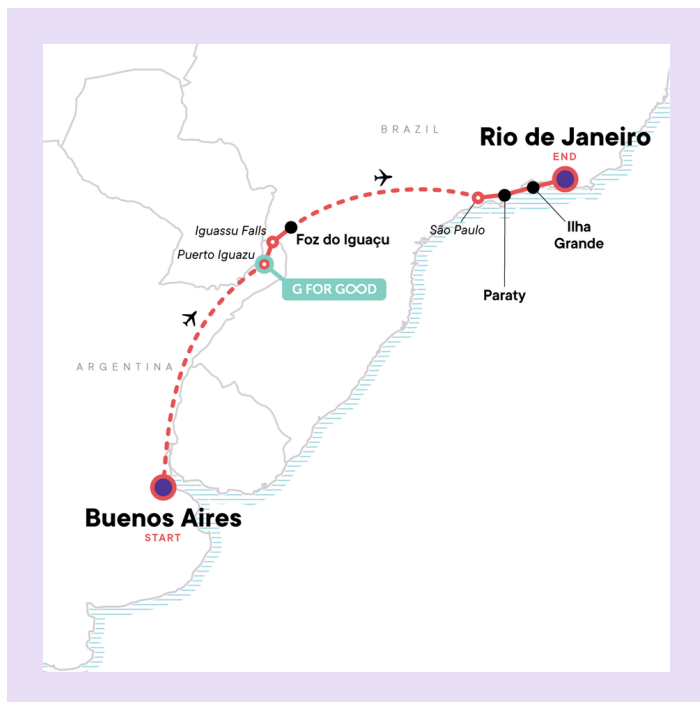 BRAZIL
Rio de Janeiro
END
Iguassu Falls
São Paulo
Ilha
Grande
Foz do Iguaçu
Puerto Iguazu
G FOR GOOD
Paraty
ARGENTINA
Buenos Aires
START